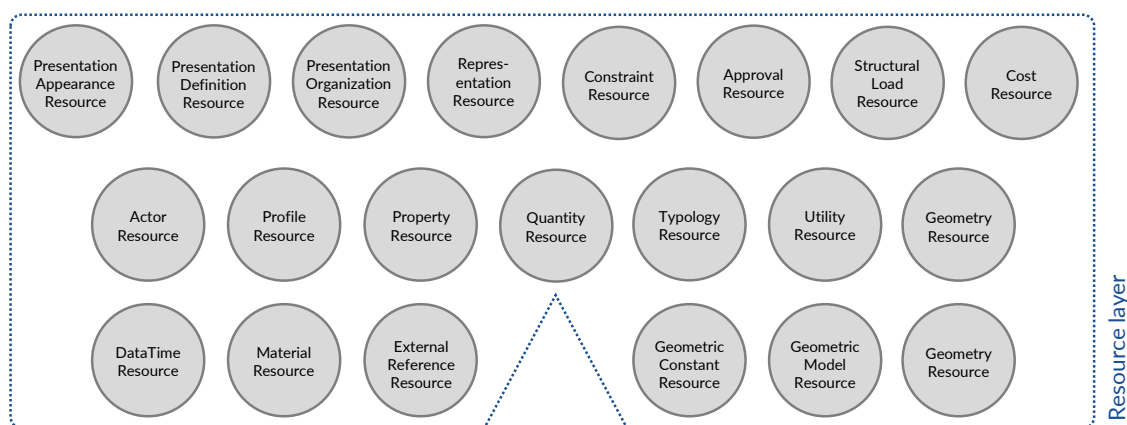 Presentation
Appearance
Resource
Presentation
Definition
Resource
Presentation
Organization
Resource
Repres-
entation
Resource
Constraint
Resource
Approval
Resource
Structural
Load
Resource
Cost
Resource
Actor
Resource
Profile
Resource
Property
Resource
Quantity
Resource
Typology
Resource
Utility
Resource
Geometry
Resource
DataTime
Resource
Material
Resource
External
Reference
Resource
Geometric
Constant
Resource
Geometric
Model
Resource
Geometry
Resource
Resource layer